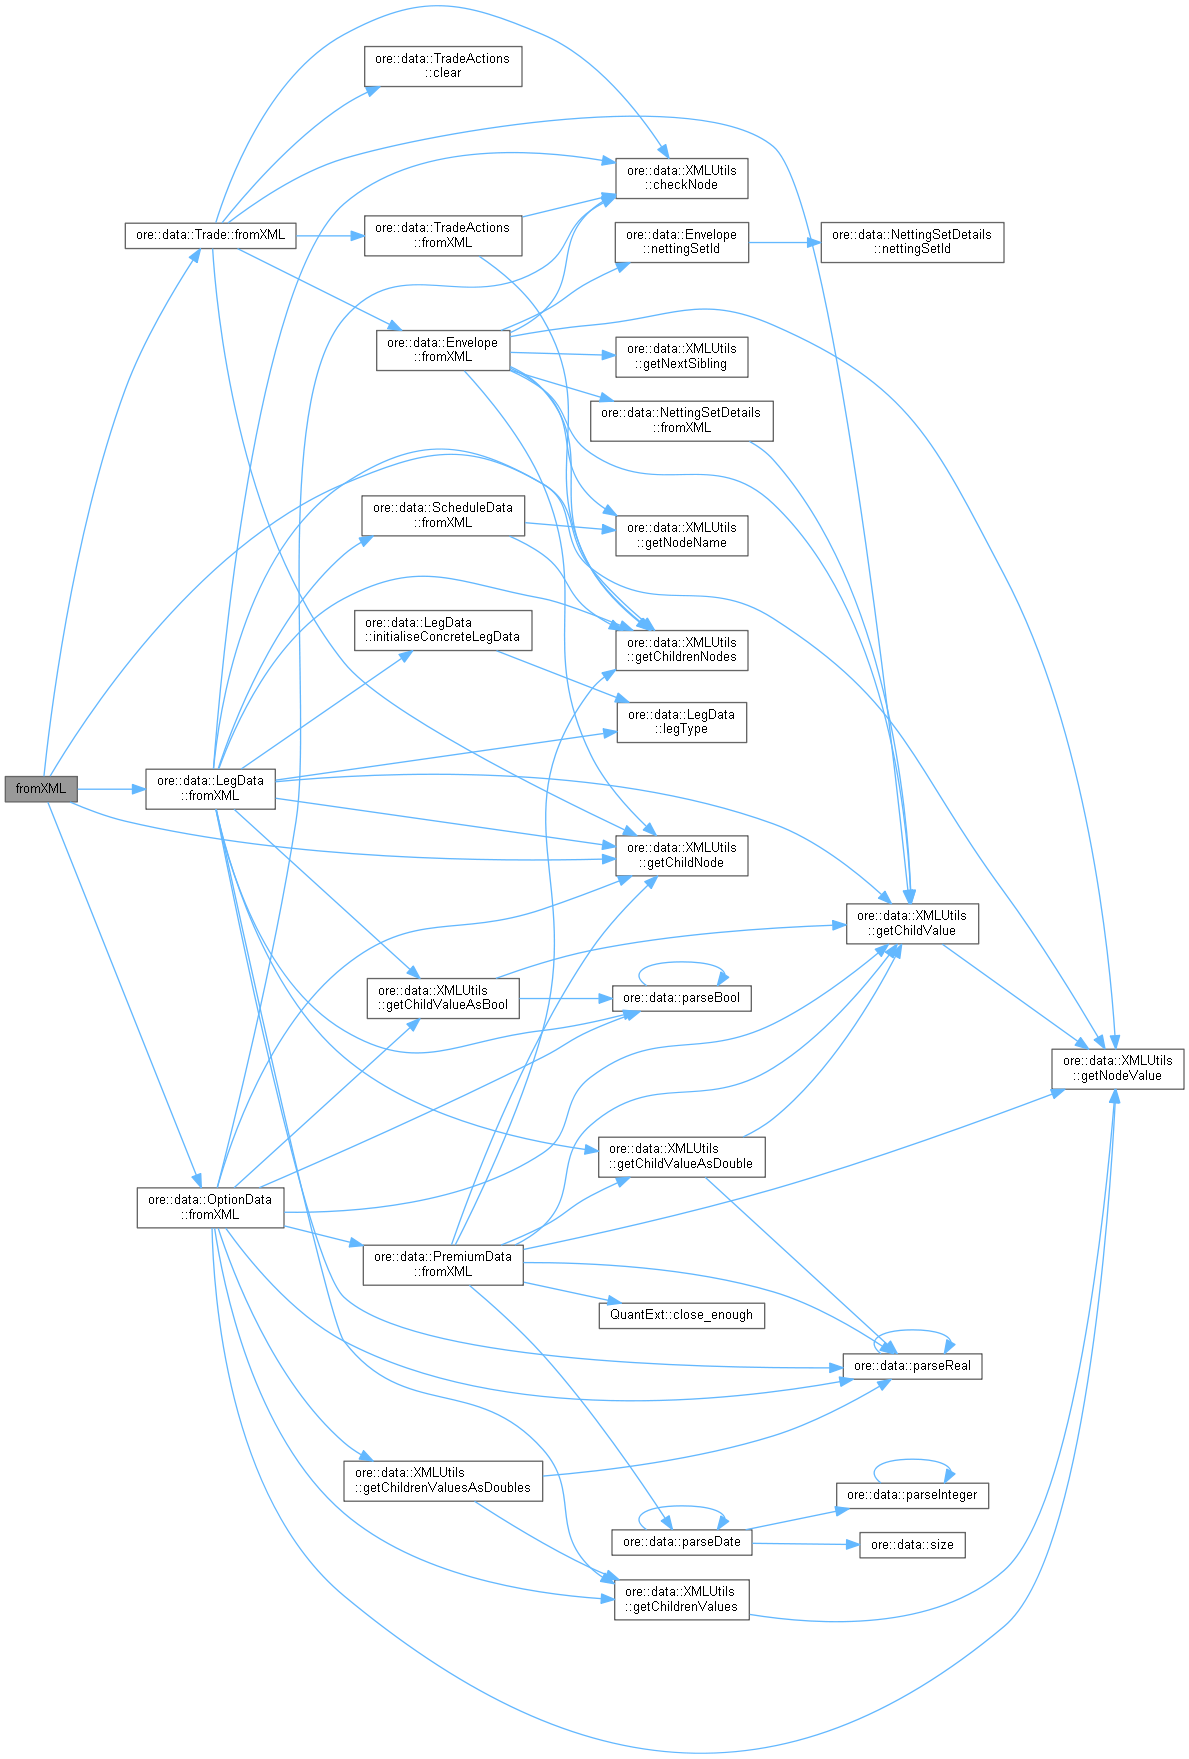 ore::data::TradeActions
::clear
ore::data::XMLUtils
::checkNode
ore::data::Trade::fromXML
ore::data::TradeActions
::fromXML
ore::data::Envelope
::nettingSetId
ore::data::NettingSetDetails
::nettingSetId
ore::data::Envelope
::fromXML
ore::data::XMLUtils
::getNextSibling
ore::data::NettingSetDetails
::fromXML
ore::data::ScheduleData
::fromXML
ore::data::XMLUtils
::getNodeName
ore::data::LegData
::initialiseConcreteLegData
ore::data::XMLUtils
::getChildrenNodes
ore::data::LegData
::legType
fromXML
ore::data::LegData
::fromXML
ore::data::XMLUtils
::getChildNode
ore::data::XMLUtils
::getChildValue
ore::data::XMLUtils
::getChildValueAsBool
ore::data::parseBool
ore::data::XMLUtils
::getNodeValue
ore::data::XMLUtils
::getChildValueAsDouble
ore::data::OptionData
::fromXML
ore::data::PremiumData
::fromXML
QuantExt::close_enough
ore::data::parseReal
ore::data::XMLUtils
::getChildrenValuesAsDoubles
ore::data::parseInteger
ore::data::parseDate
ore::data::size
ore::data::XMLUtils
::getChildrenValues